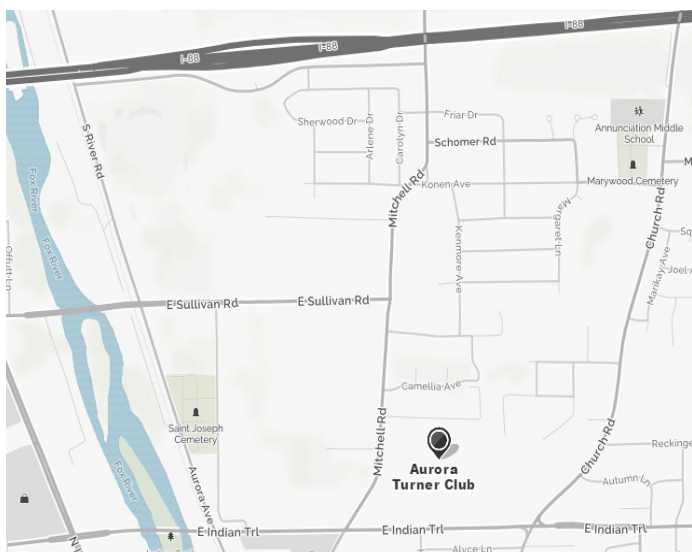 I-88
I-88
I-88
Sherwood Dr
Arlene Dr
Carolyn Dr
Friar Dr
Annunciation Middle
School
S River Rd
Schomer Rd
Marywood Cemetery
Fox River
Mitchell Rd
Konen Ave
Margaret Ln
Church Rd
Offutt Ln
Fox River
Kenmore Ave
Marikay Ave
E Sullivan Rd
E Sullivan Rd
Camellia Ave
Saint Joseph
Cemetery
Mitchell Rd
Church Rd
Aurora
Turner Club
Fox River
Aurora Ave
Autumn Ln
E Indian Trl
E Indian Trl
E Indian Trl
Alyce Ln